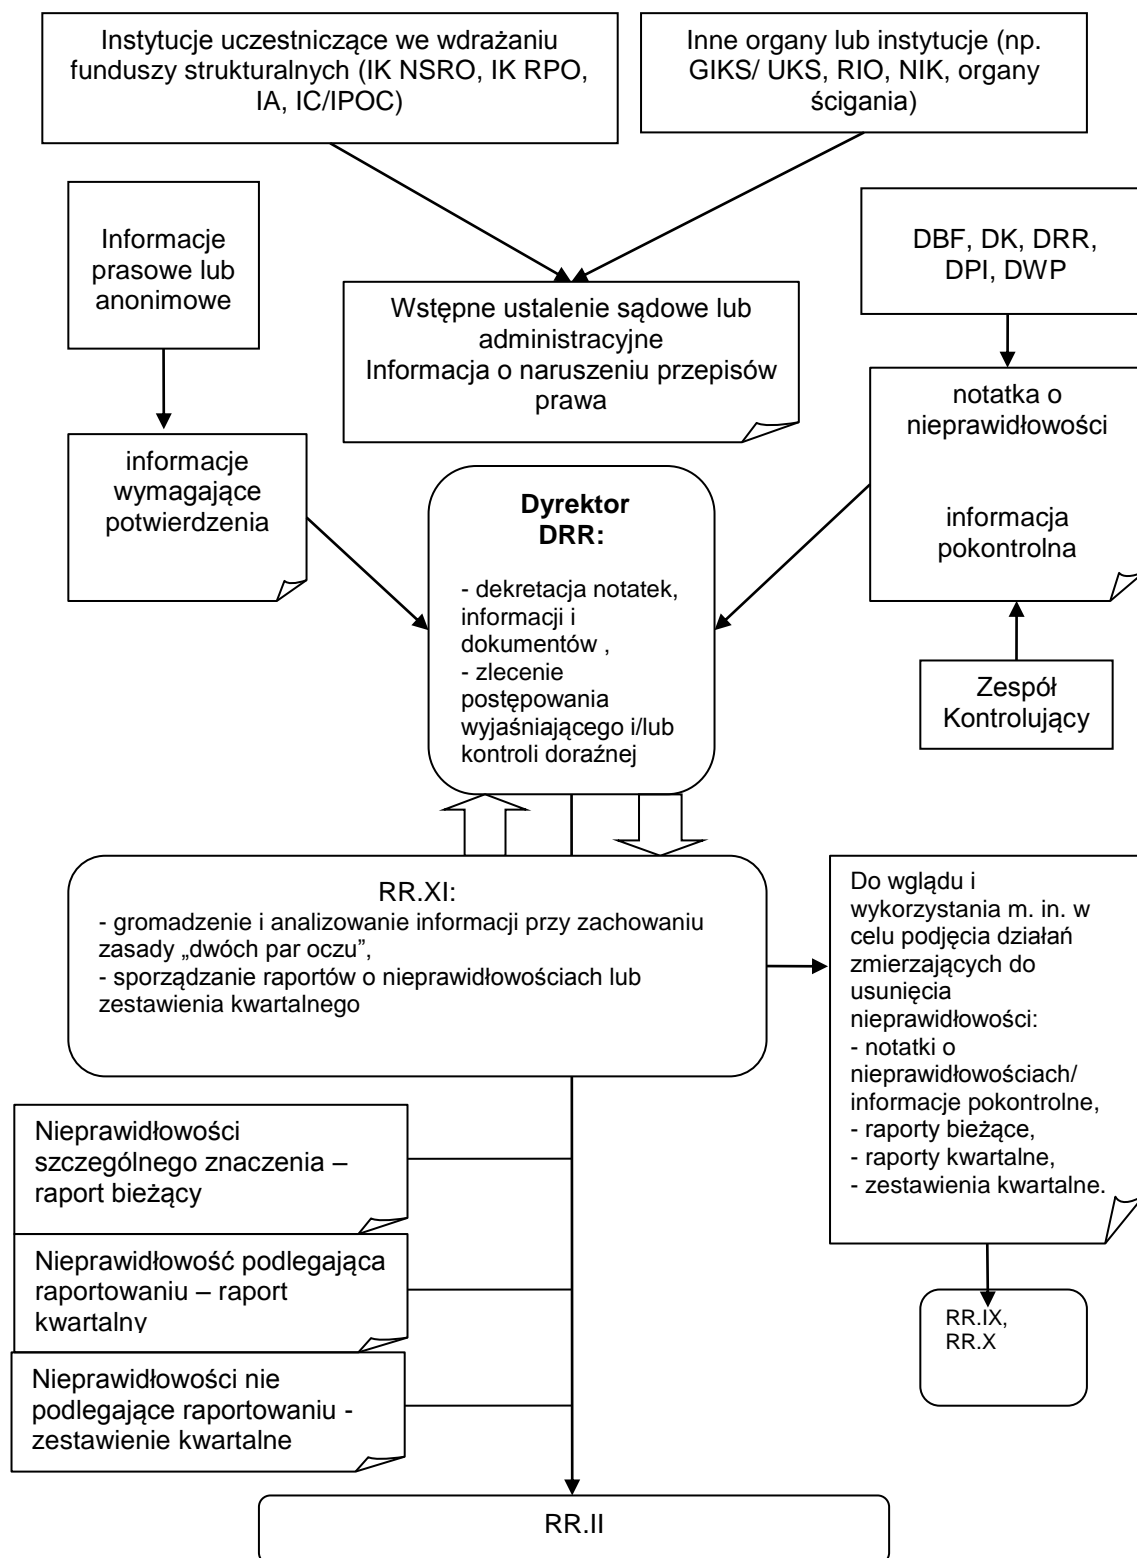 Instytucje uczestniczące we wdrażaniu
funduszy strukturalnych (IK NSRO, IK RPO,
IA, IC/IPOC)
Inne organy lub instytucje (np.
GIKS/ UKS, RIO, NIK, organy
ścigania)
Informacje
prasowe lub
anonimowe
DBF, DK, DRR,
DPI, DWP
Wstępne ustalenie sądowe lub
administracyjne
Informacja o naruszeniu przepisów
prawa
notatka o
nieprawidłowości
informacja
pokontrolna
informacje
wymagające
potwierdzenia
Dyrektor
DRR:
- dekretacja notatek,
informacji i
dokumentów ,
- zlecenie
postępowania
wyjaśniającego i/lub
kontroli doraźnej
Zespół
Kontrolujący
RR.XI:
- gromadzenie i analizowanie informacji przy zachowaniu
zasady „dwóch par oczu”,
- sporządzanie raportów o nieprawidłowościach lub
zestawienia kwartalnego
Do wglądu i
wykorzystania m. in. w
celu podjęcia działań
zmierzających do
usunięcia
nieprawidłowości:
- notatki o
nieprawidłowościach/
informacje pokontrolne,
- raporty bieżące,
- raporty kwartalne,
- zestawienia kwartalne.
Nieprawidłowości
szczególnego znaczenia –
raport bieżący
Nieprawidłowość podlegająca
raportowaniu – raport
kwartalny
RR.IX,
RR.X
Nieprawidłowości nie
podlegające raportowaniu -
zestawienie kwartalne
RR.II